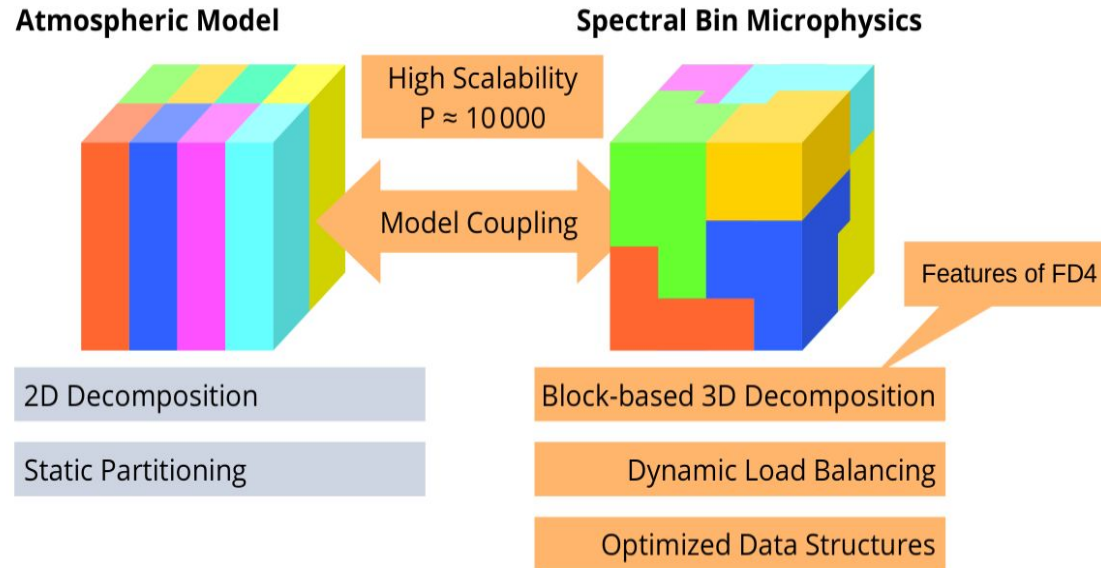 Atmospheric Model
Spectral Bin Microphysics
High Scalability
P ≈ 10 000
Model Coupling
Features of FD4
2D Decomposition
Static Partitioning
Block-based 3D Decomposition
Dynamic Load Balancing
Optimized Data Structures